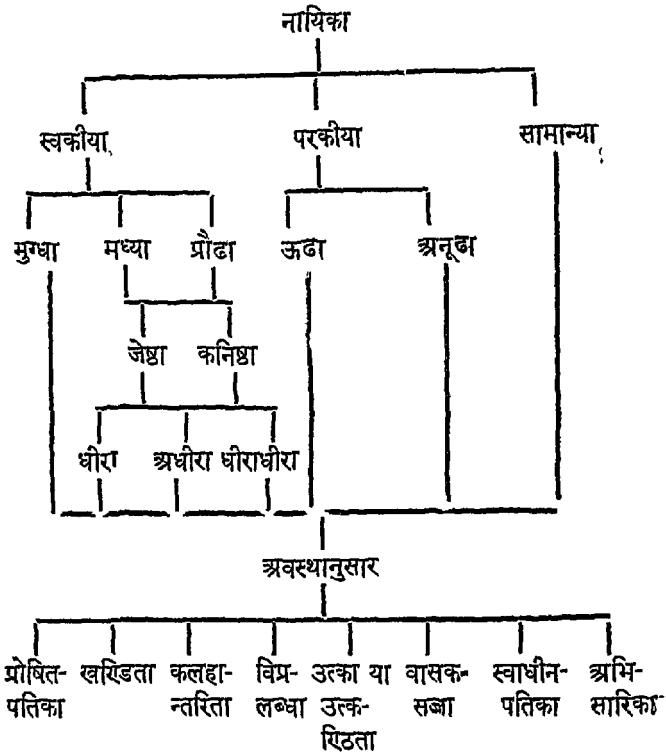 नायिका
स्वकीया परकीया सामान्या
मुग्धा मध्या प्रौढा ऊढा अनूढा
जेष्ठा कनिष्ठा
धीरा अधीरा धीराधीरा
अवस्थानुसार
प्रोषित- खण्डिता कलहा- विप्र- उत्का या वासक- स्वाधीन- अभि-
पतिका न्तरिता लब्धा उत्क- सज्जा पतिका सारिका
ण्ठिता